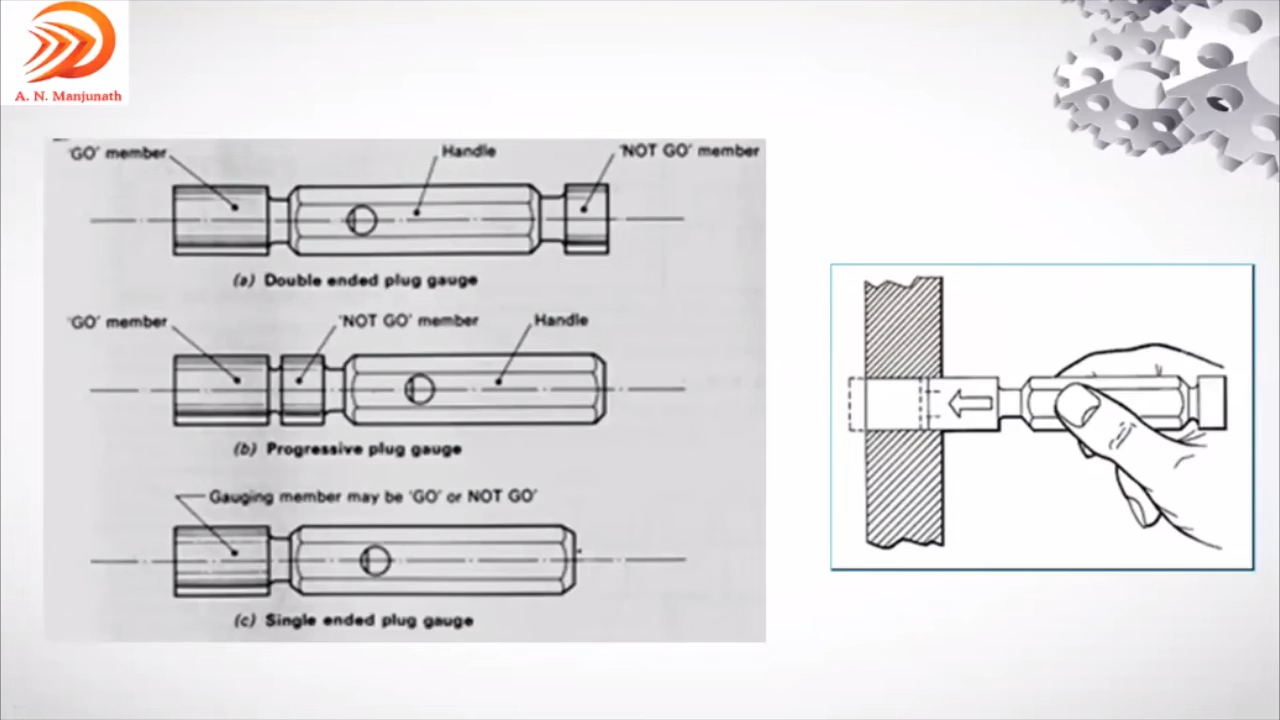 A. N. Manjunath
'GO' member
Handle
'NOT GO' member
(a) Double ended plug gauge
'GO' member
'NOT GO' member
Handle
(b) Progressive plug gauge
Gauging member may be 'GO' or NOT GO'
(c) Single ended plug gauge